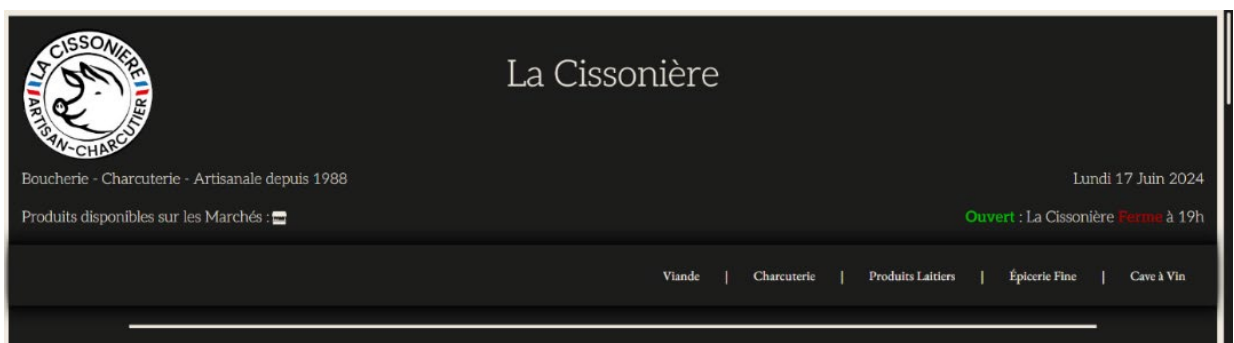 LA CISSONIERE
ARTISAN-CHARCUTIER
La Cissonière
Boucherie - Charcuterie - Artisanale depuis 1988
Lundi 17 Juin 2024
Produits disponibles sur les Marchés :
Ouvert : La Cissonière Ferme à 19h
Viande | Charcuterie | Produits Laitiers | Épicerie Fine | Cave à Vin